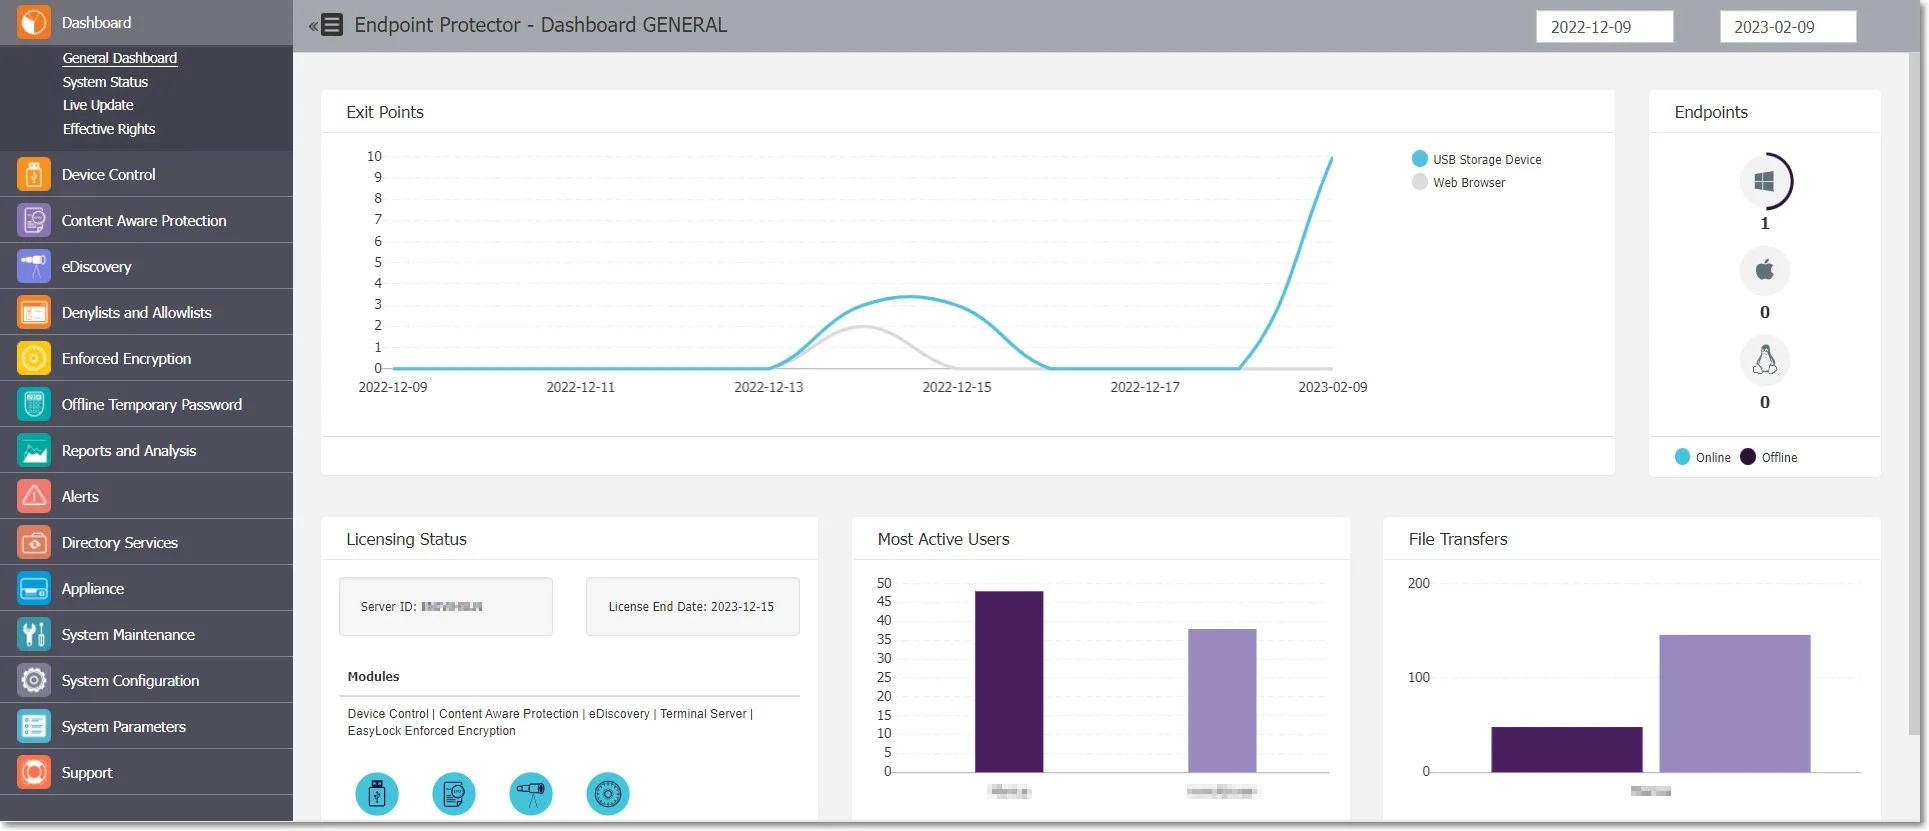 Dashboard
General Dashboard
System Status
Live Update
Effective Rights
Device Control
Content Aware Protection
eDiscovery
Denylists and Allowlists
Enforced Encryption
Offline Temporary Password
Reports and Analysis
Alerts
Directory Services
Appliance
System Maintenance
System Configuration
System Parameters
Support
« Endpoint Protector - Dashboard GENERAL
2022-12-09
2023-02-09
Exit Points
10
9
8
7
6
5
4
3
2
1
0
2022-12-09 2022-12-11 2022-12-13 2022-12-15 2022-12-17 2023-02-09
USB Storage Device
Web Browser
Endpoints
1
0
0
Online Offline
Licensing Status
Server ID:
License End Date: 2023-12-15
Modules
Device Control | Content Aware Protection | eDiscovery | Terminal Server |
EasyLock Enforced Encryption
Most Active Users
50
45
40
35
30
25
20
15
10
5
0
File Transfers
200
100
0